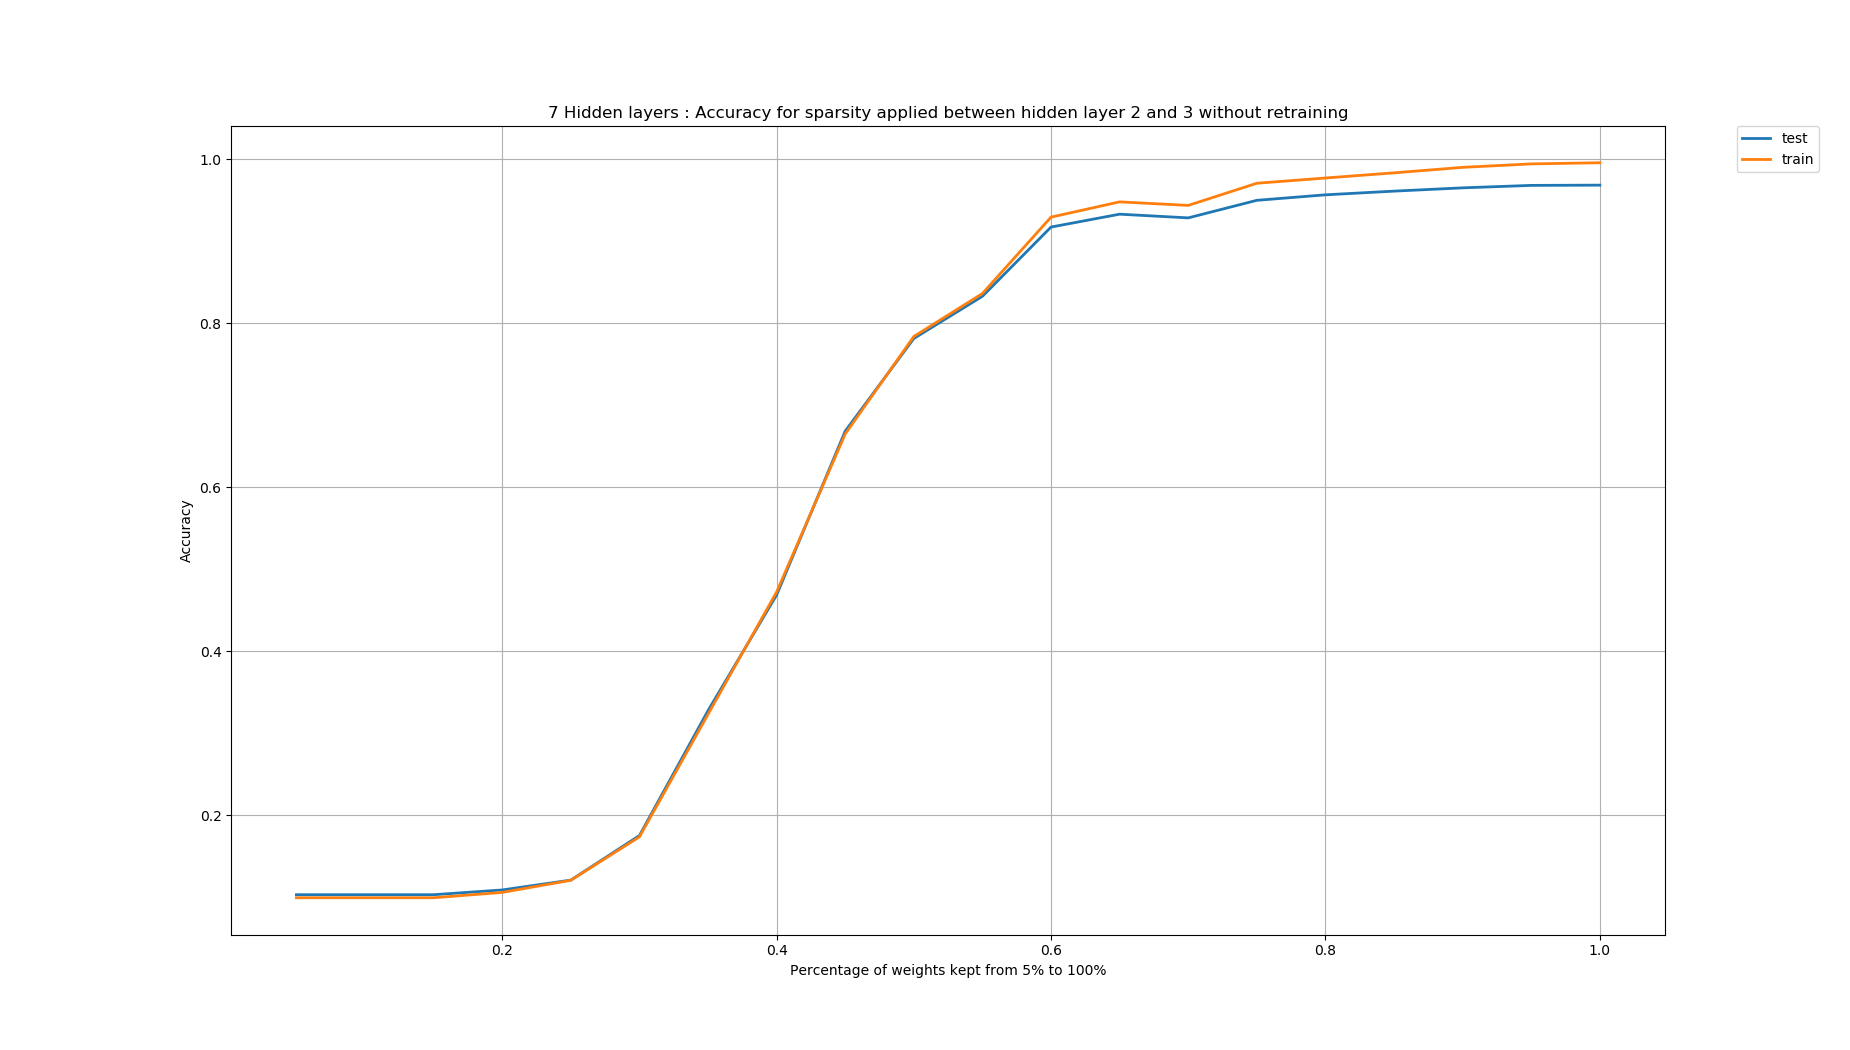 7 Hidden layers : Accuracy for sparsity applied between hidden layer 2 and 3 without retraining
test
train
1.0
0.8
0.6
0.4
0.2
Accuracy
0.2 0.4 0.6 0.8 1.0
Percentage of weights kept from 5% to 100%